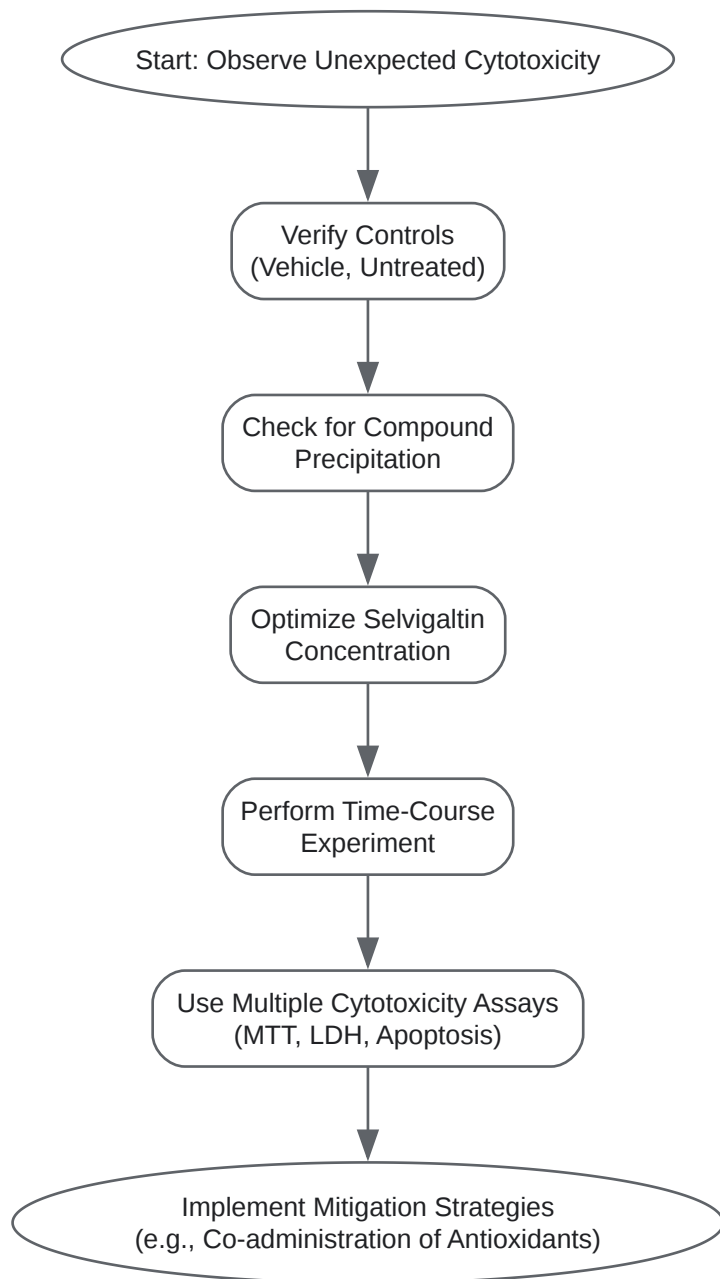 Start: Observe Unexpected Cytotoxicity
Verify Controls
(Vehicle, Untreated)
Check for Compound
Precipitation
Optimize Selvigaltin
Concentration
Perform Time-Course
Experiment
Use Multiple Cytotoxicity Assays
(MTT, LDH, Apoptosis)
Implement Mitigation Strategies
(e.g., Co-administration of Antioxidants)